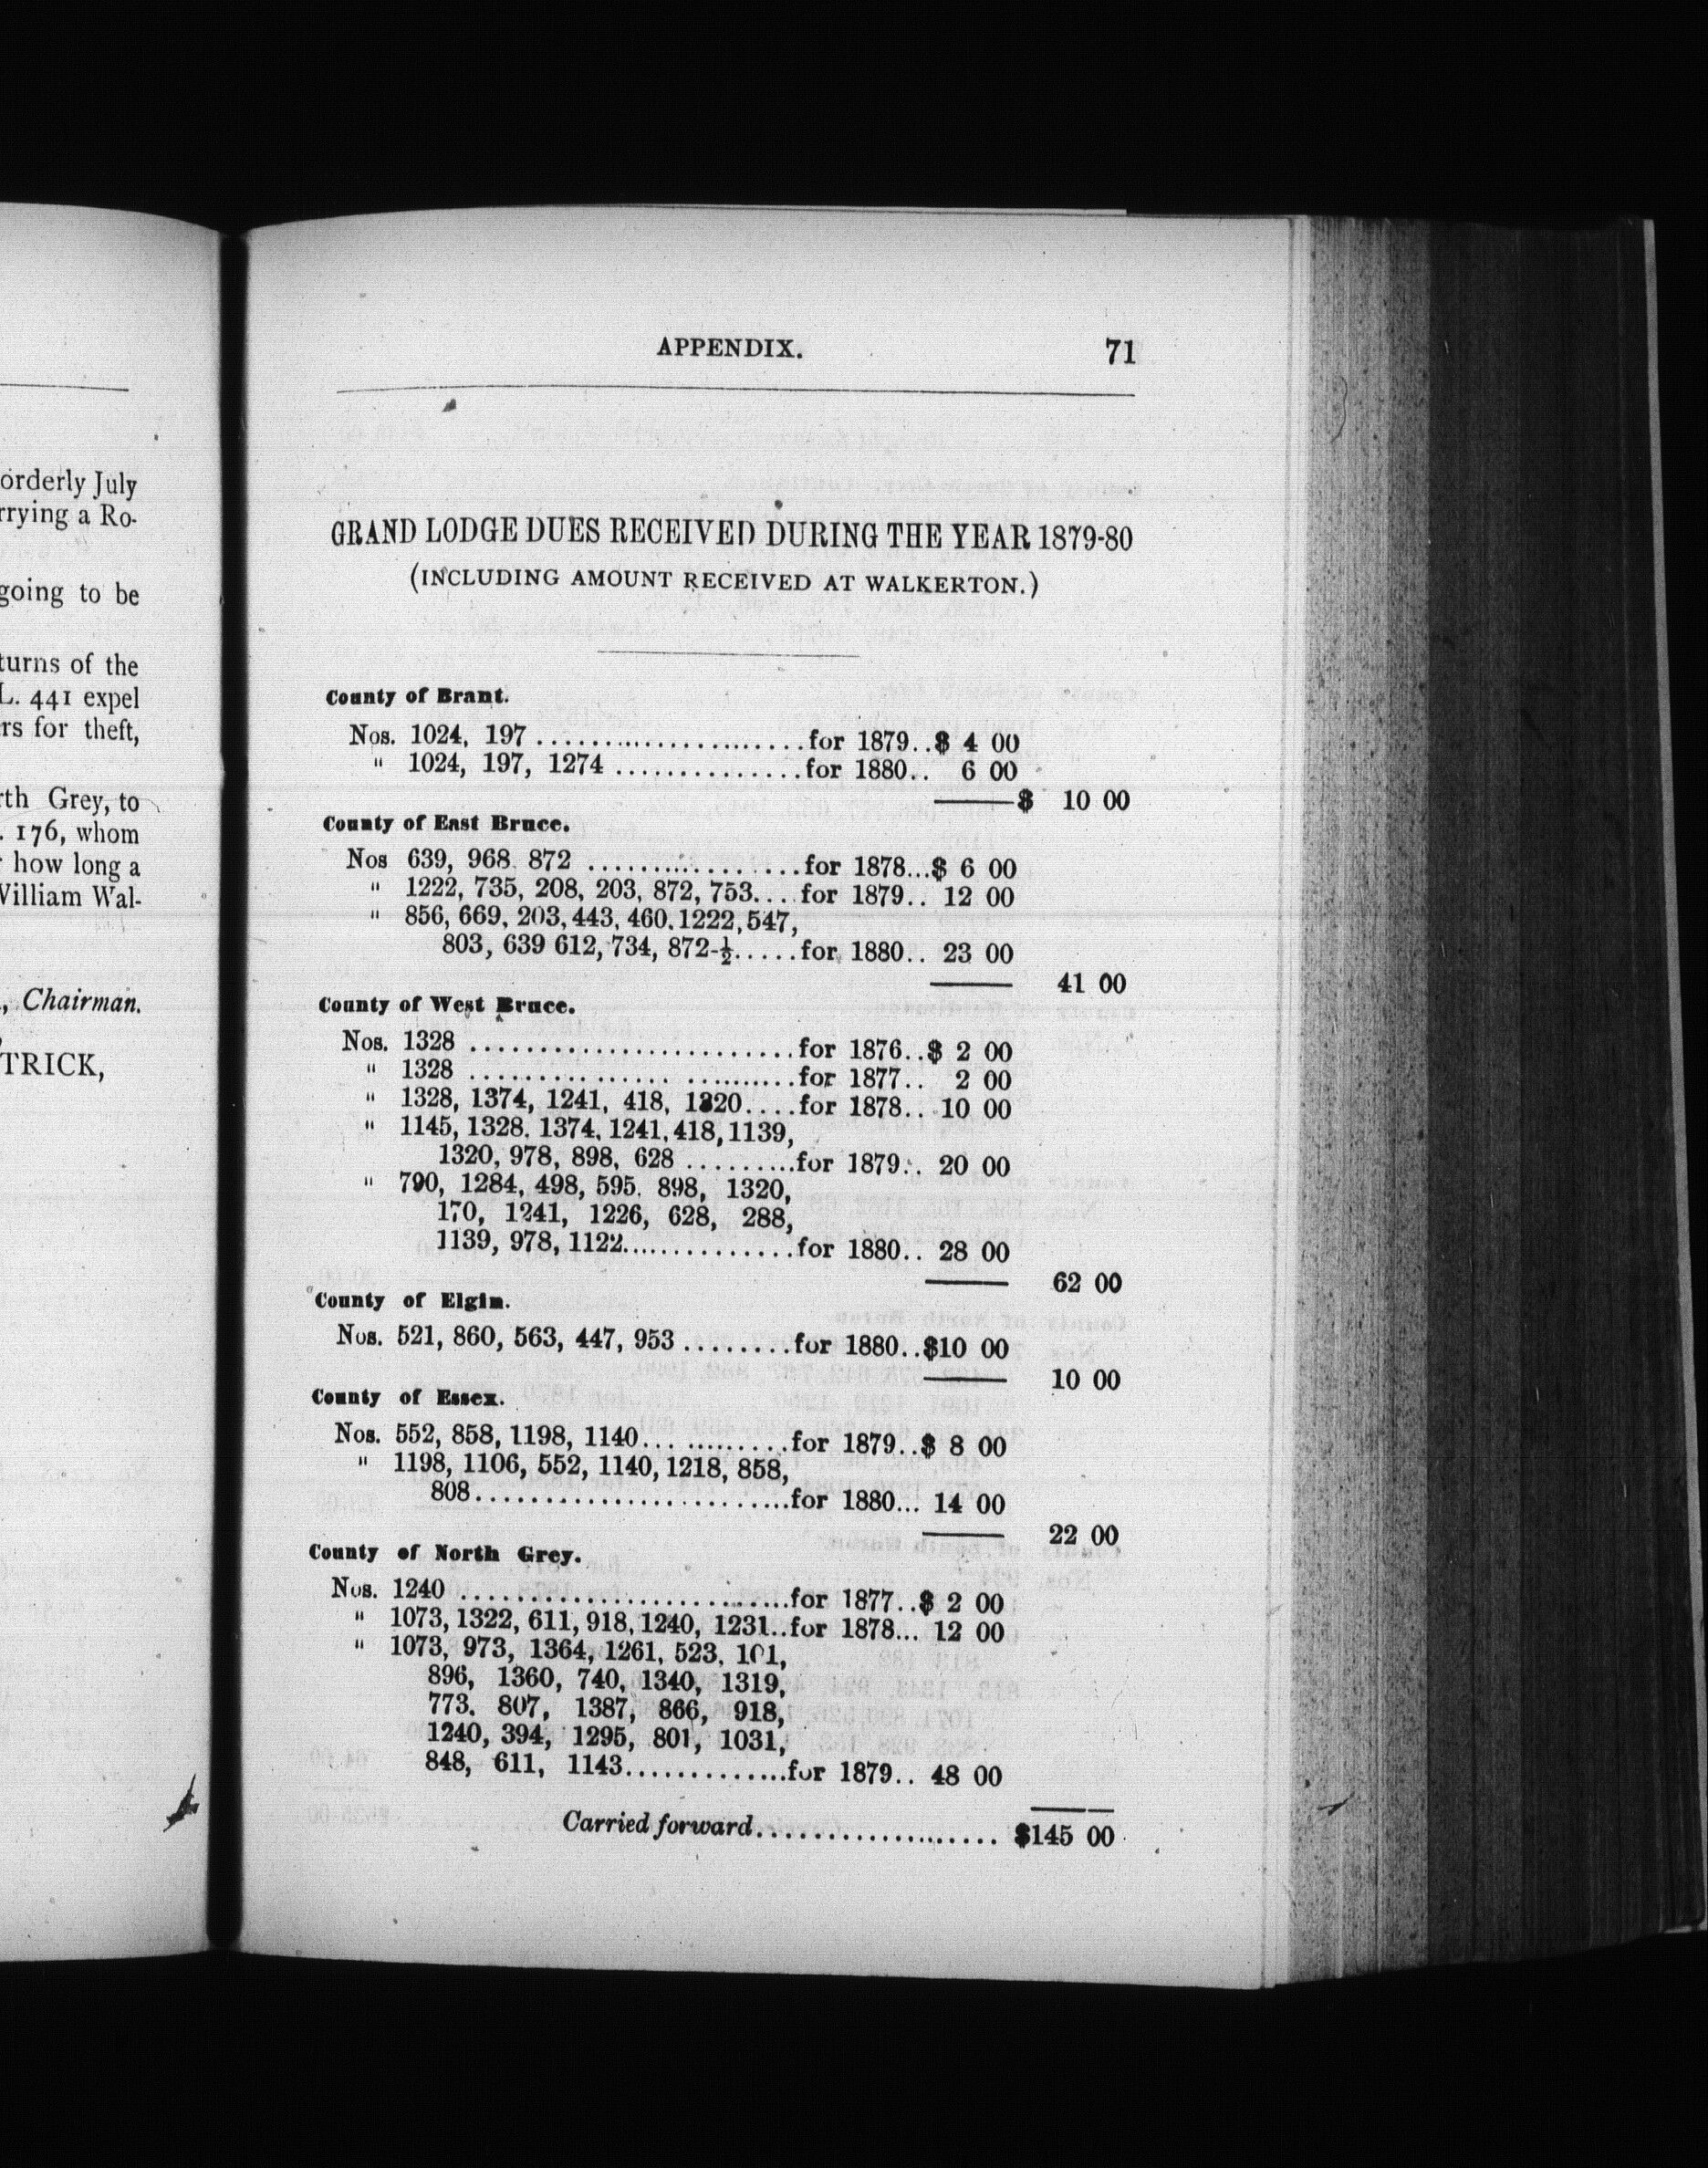 orderly July
rrying a Ro-
going to be
turns of the
L. 441 expel
rs for theft,
rth Grey, to
. 176, whom
how long a
William Wal-
, Chairman.
TRICK,
APPENDIX. 71
GRAND LODGE DUES RECEIVED DURING THE YEAR 1879-80
(INCLUDING AMOUNT RECEIVED AT WALKERTON.)
County of Brant.
Nos. 1024, 197 ........................for 1879..$ 4 00
" 1024, 197, 1274 ...............for 1880.. 6 00
$ 10 00
County of East Bruce.
Nos 639, 968 872 ..................for 1878...$ 6 00
" 1222, 735, 208, 203, 872, 753....for 1879.. 12 00
" 856, 669, 203, 443, 460. 1222, 547,
803, 639 612, 734, 872-½.....for 1880.. 23 00
41 00
County of West Bruce.
Nos. 1328 .........................for 1876..$ 2 00
" 1328 .........................for 1877.. 2 00
" 1328, 1374, 1241, 418, 1320....for 1878.. 10 00
" 1145, 1328. 1374, 1241, 418, 1139,
1320, 978, 898, 628 .........for 1879.. 20 00
" 790, 1284, 498, 595. 898, 1320,
170, 1241, 1226, 628, 288,
1139, 978, 1122..............for 1880.. 28 00
62 00
County of Elgin.
Nos. 521, 860, 563, 447, 953 ........for 1880..$10 00
10 00
County of Essex.
Nos. 552, 858, 1198, 1140... ..........for 1879..$ 8 00
" 1198, 1106, 552, 1140, 1218, 858,
808.........................for 1880... 14 00
22 00
County of North Grey.
Nos. 1240 .........................for 1877..$ 2 00
" 1073, 1322, 611, 918, 1240, 1231..for 1878... 12 00
" 1073, 973, 1364, 1261, 523, 101,
896, 1360, 740, 1340, 1319,
773. 807, 1387, 866, 918,
1240, 394, 1295, 801, 1031,
848, 611, 1143.............for 1879.. 48 00
Carried forward................... $145 00